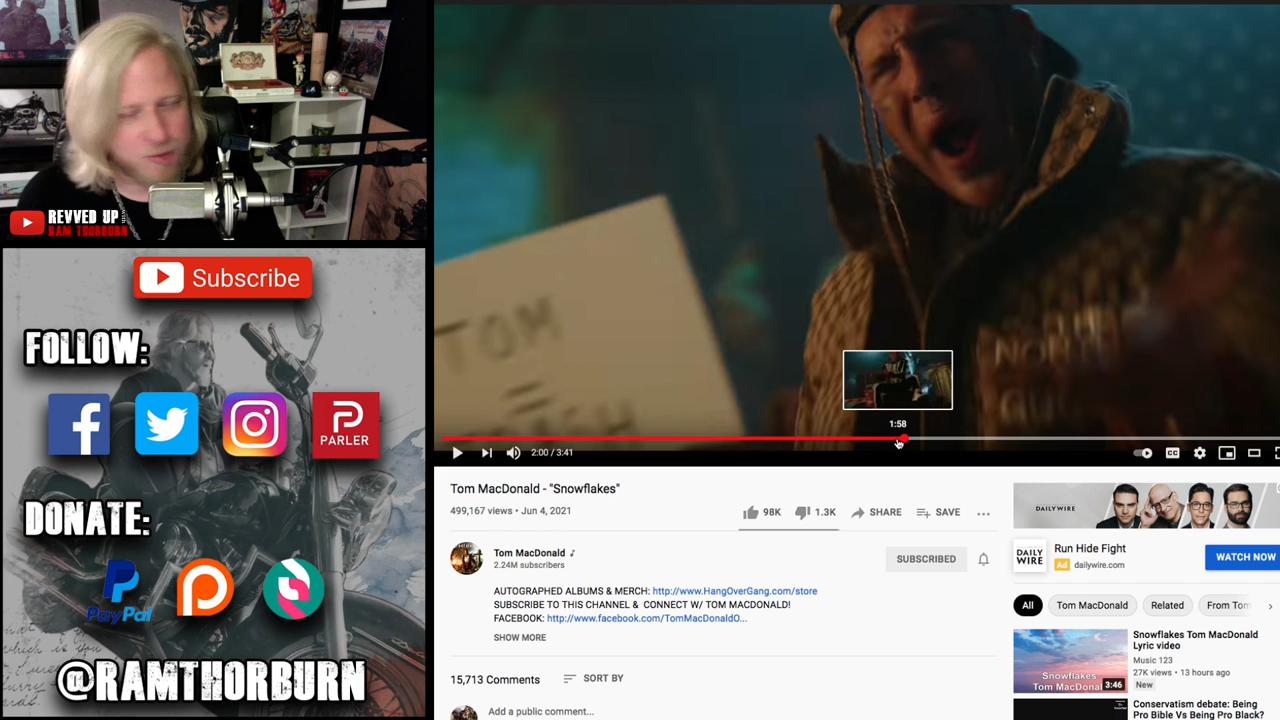 REVVED UP
RAM THORBURN
Subscribe
FOLLOW:
PARLER
DONATE:
PayPal
@RAMTHORBURN
TOM
=
1:58
2:00 / 3:41
CC
Tom MacDonald - "Snowflakes"
499,167 views • Jun 4, 2021
98K
1.3K
SHARE
SAVE
Tom MacDonald
2.24M subscribers
SUBSCRIBED
AUTOGRAPHED ALBUMS & MERCH: http://www.HangOverGang.com/store
SUBSCRIBE TO THIS CHANNEL & CONNECT W/ TOM MACDONALD!
FACEBOOK: http://www.facebook.com/TomMacDonaldO...
SHOW MORE
15,713 Comments
SORT BY
Add a public comment...
DAILYWIRE
DAILY
WIRE
Run Hide Fight
Ad dailywire.com
WATCH NOW
All
Tom MacDonald
Related
From Tom
Snowflakes
Tom MacDonald
3:46
Snowflakes Tom MacDonald
Lyric video
Music 123
27K views • 13 hours ago
New
Conservatism debate: Being
Pro Bible Vs Being Pro Black?